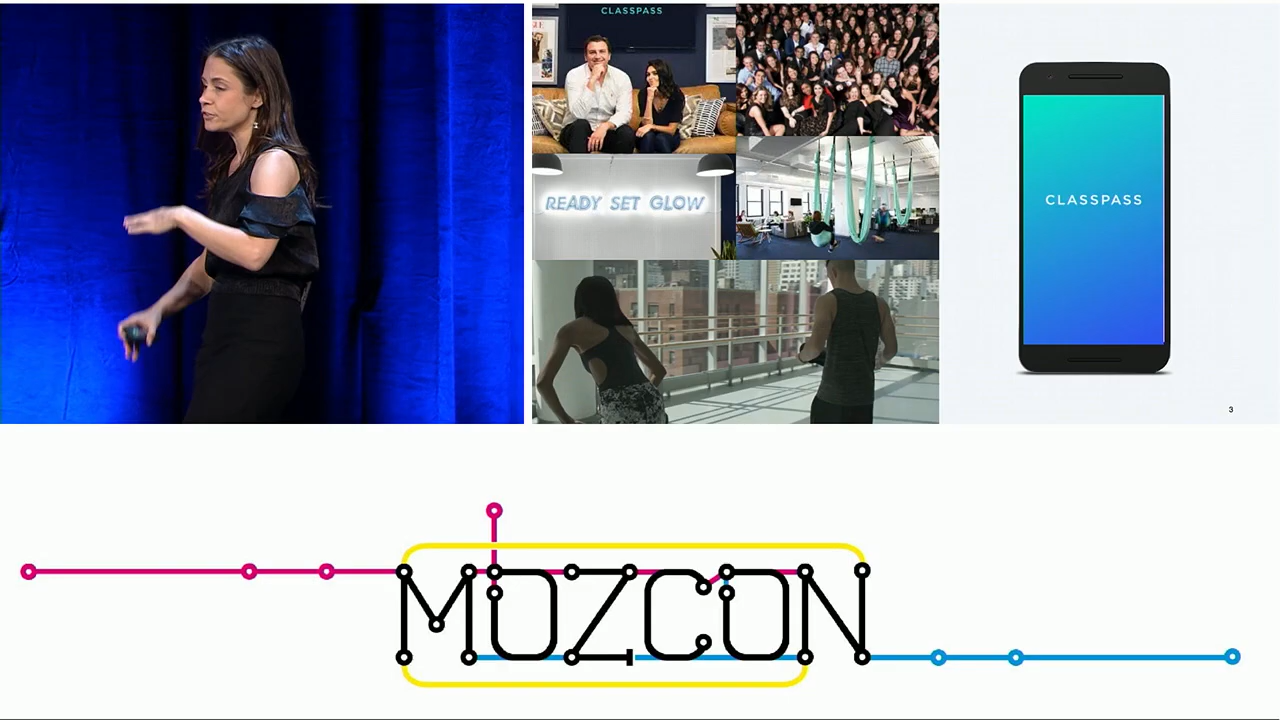 CLASSPASS
READY SET GLOW
CLASSPASS
3
MOZCON